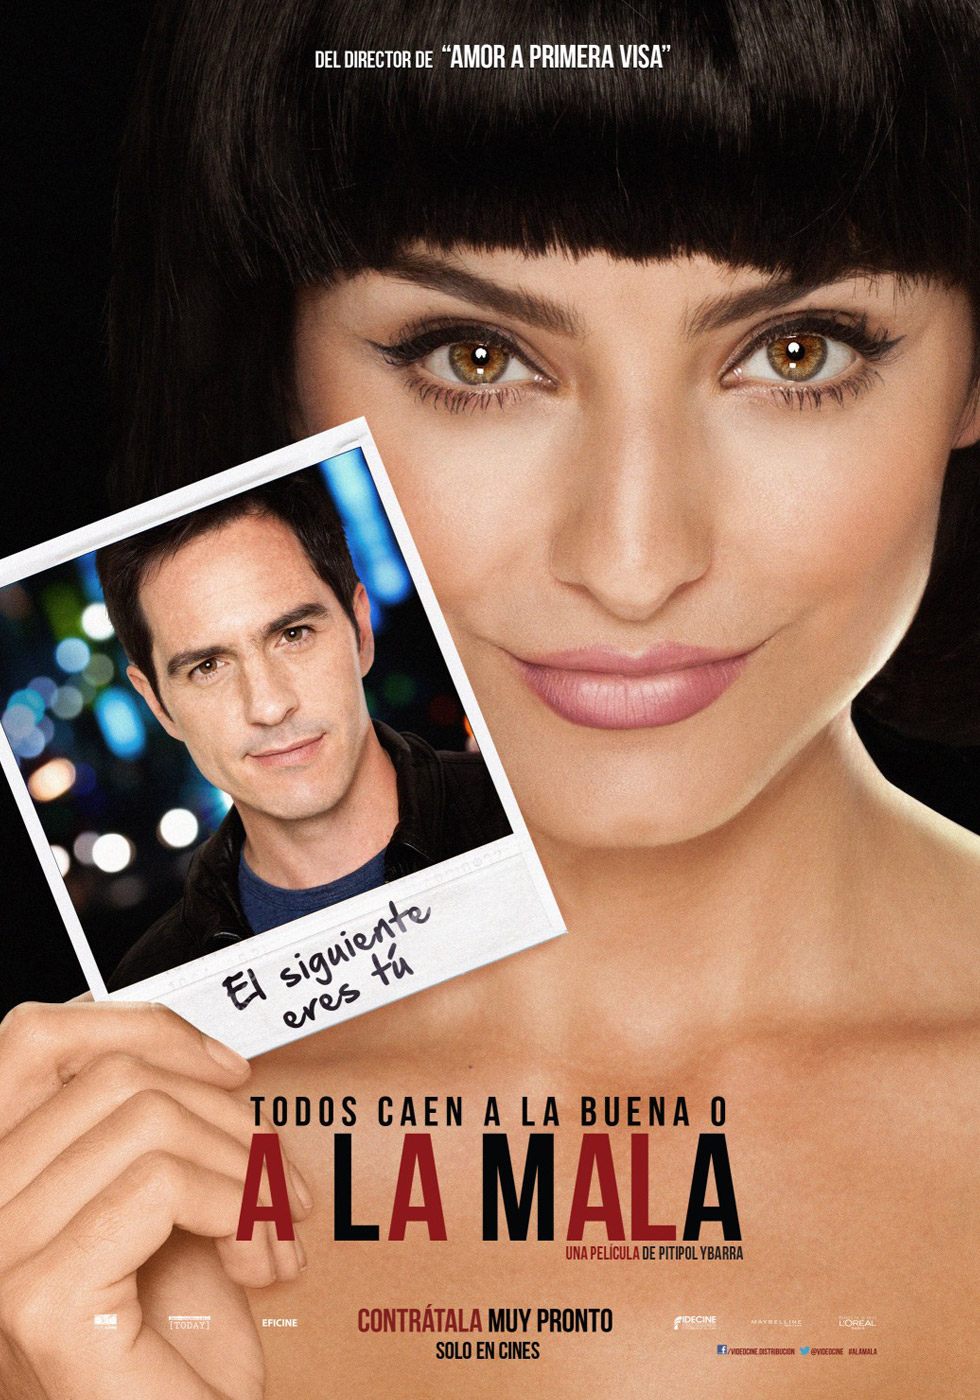 DEL DIRECTOR DE "AMOR A PRIMERA VISA"
El siguiente
eres tú
TODOS CAEN A LA BUENA O
A LA MALA
UNA PELÍCULA DE PITIPOL YBARRA
CONTRÁTALA MUY PRONTO
SOLO EN CINES
[TODAY]
EFICINE
FIDECINE
MAYBELLINE
L'ORÉAL
/VIDEOCINE.DISTRIBUCION @VIDEOCINE #ALAMALA